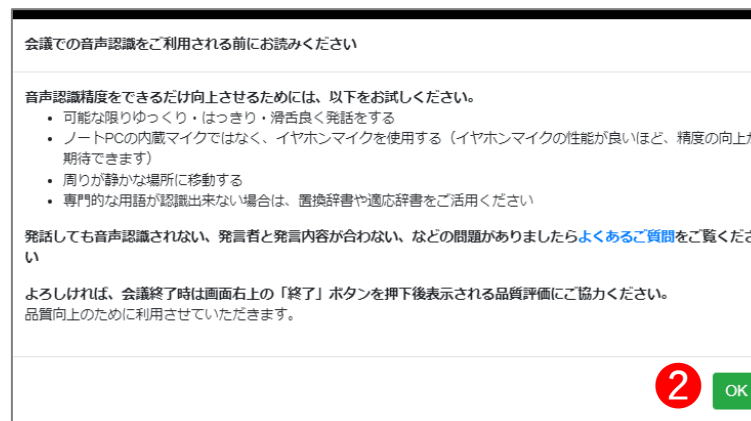 会議での音声認識をご利用される前にお読みください
音声認識精度をできるだけ向上させるためには、以下をお試しください。
• 可能な限りゆっくり・はっきり・滑舌良く発話をする
• ノートPCの内蔵マイクではなく、イヤホンマイクを使用する（イヤホンマイクの性能が良いほど、精度の向上が
期待できます）
• 周りが静かな場所に移動する
• 専門的な用語が認識出来ない場合は、置換辞書や適応辞書をご活用ください
発話しても音声認識されない、発言者と発言内容が合わない、などの問題がありましたらよくあるご質問をご覧くださ
い
よろしければ、会議終了時は画面右上の「終了」ボタンを押下後表示される品質評価にご協力ください。
品質向上のために利用させていただきます。
2 OK